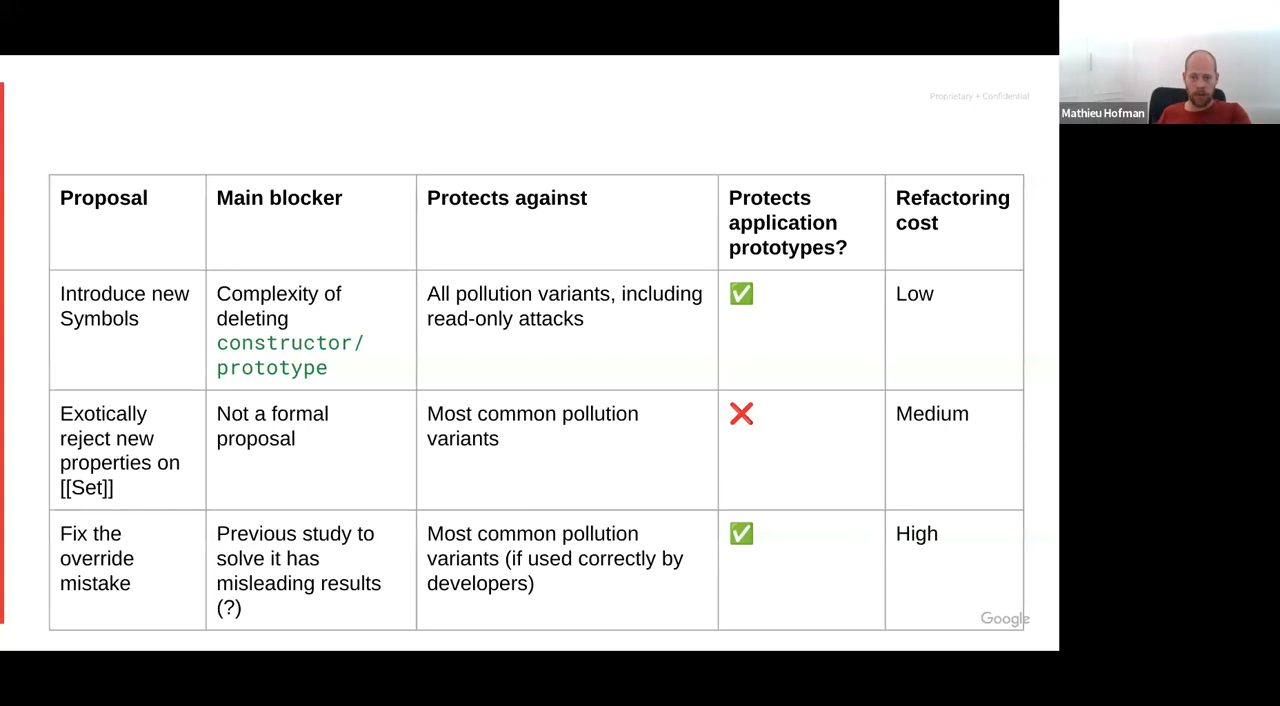 Proprietary + Confidential
Mathieu Hofman
Proposal
Main blocker
Protects against
Protects
application
prototypes?
Refactoring
cost
Introduce new
Symbols
Complexity of
deleting
constructor/
prototype
All pollution variants, including
read-only attacks
✅
Low
Exotically
reject new
properties on
[[Set]]
Not a formal
proposal
Most common pollution
variants
❌
Medium
Fix the
override
mistake
Previous study to
solve it has
misleading results
(?)
Most common pollution
variants (if used correctly by
developers)
✅
High
Google